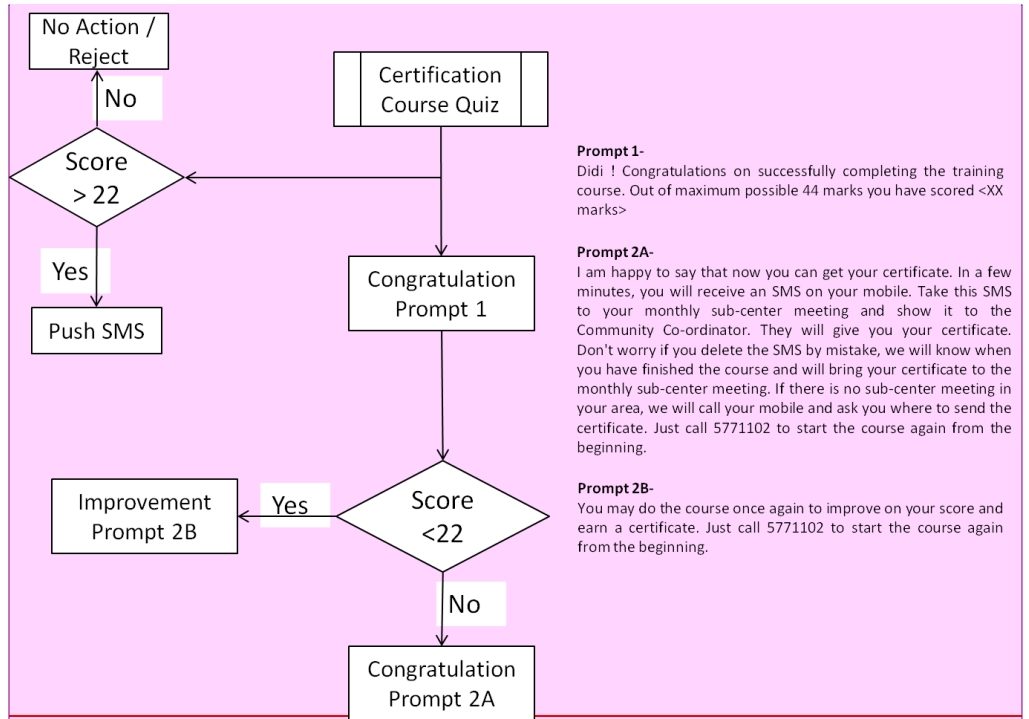 No Action /
Reject
No
Certification
Course Quiz
Score
> 22
Yes
Push SMS
Congratulation
Prompt 1
Score
<22
Yes
Improvement
Prompt 2B
No
Congratulation
Prompt 2A
Prompt 1-
Didi ! Congratulations on successfully completing the training
course. Out of maximum possible 44 marks you have scored <XX
marks>
Prompt 2A-
I am happy to say that now you can get your certificate. In a few
minutes, you will receive an SMS on your mobile. Take this SMS
to your monthly sub-center meeting and show it to the
Community Co-ordinator. They will give you your certificate.
Don't worry if you delete the SMS by mistake, we will know when
you have finished the course and will bring your certificate to the
monthly sub-center meeting. If there is no sub-center meeting in
your area, we will call your mobile and ask you where to send the
certificate. Just call 5771102 to start the course again from the
beginning.
Prompt 2B-
You may do the course once again to improve on your score and
earn a certificate. Just call 5771102 to start the course again
from the beginning.